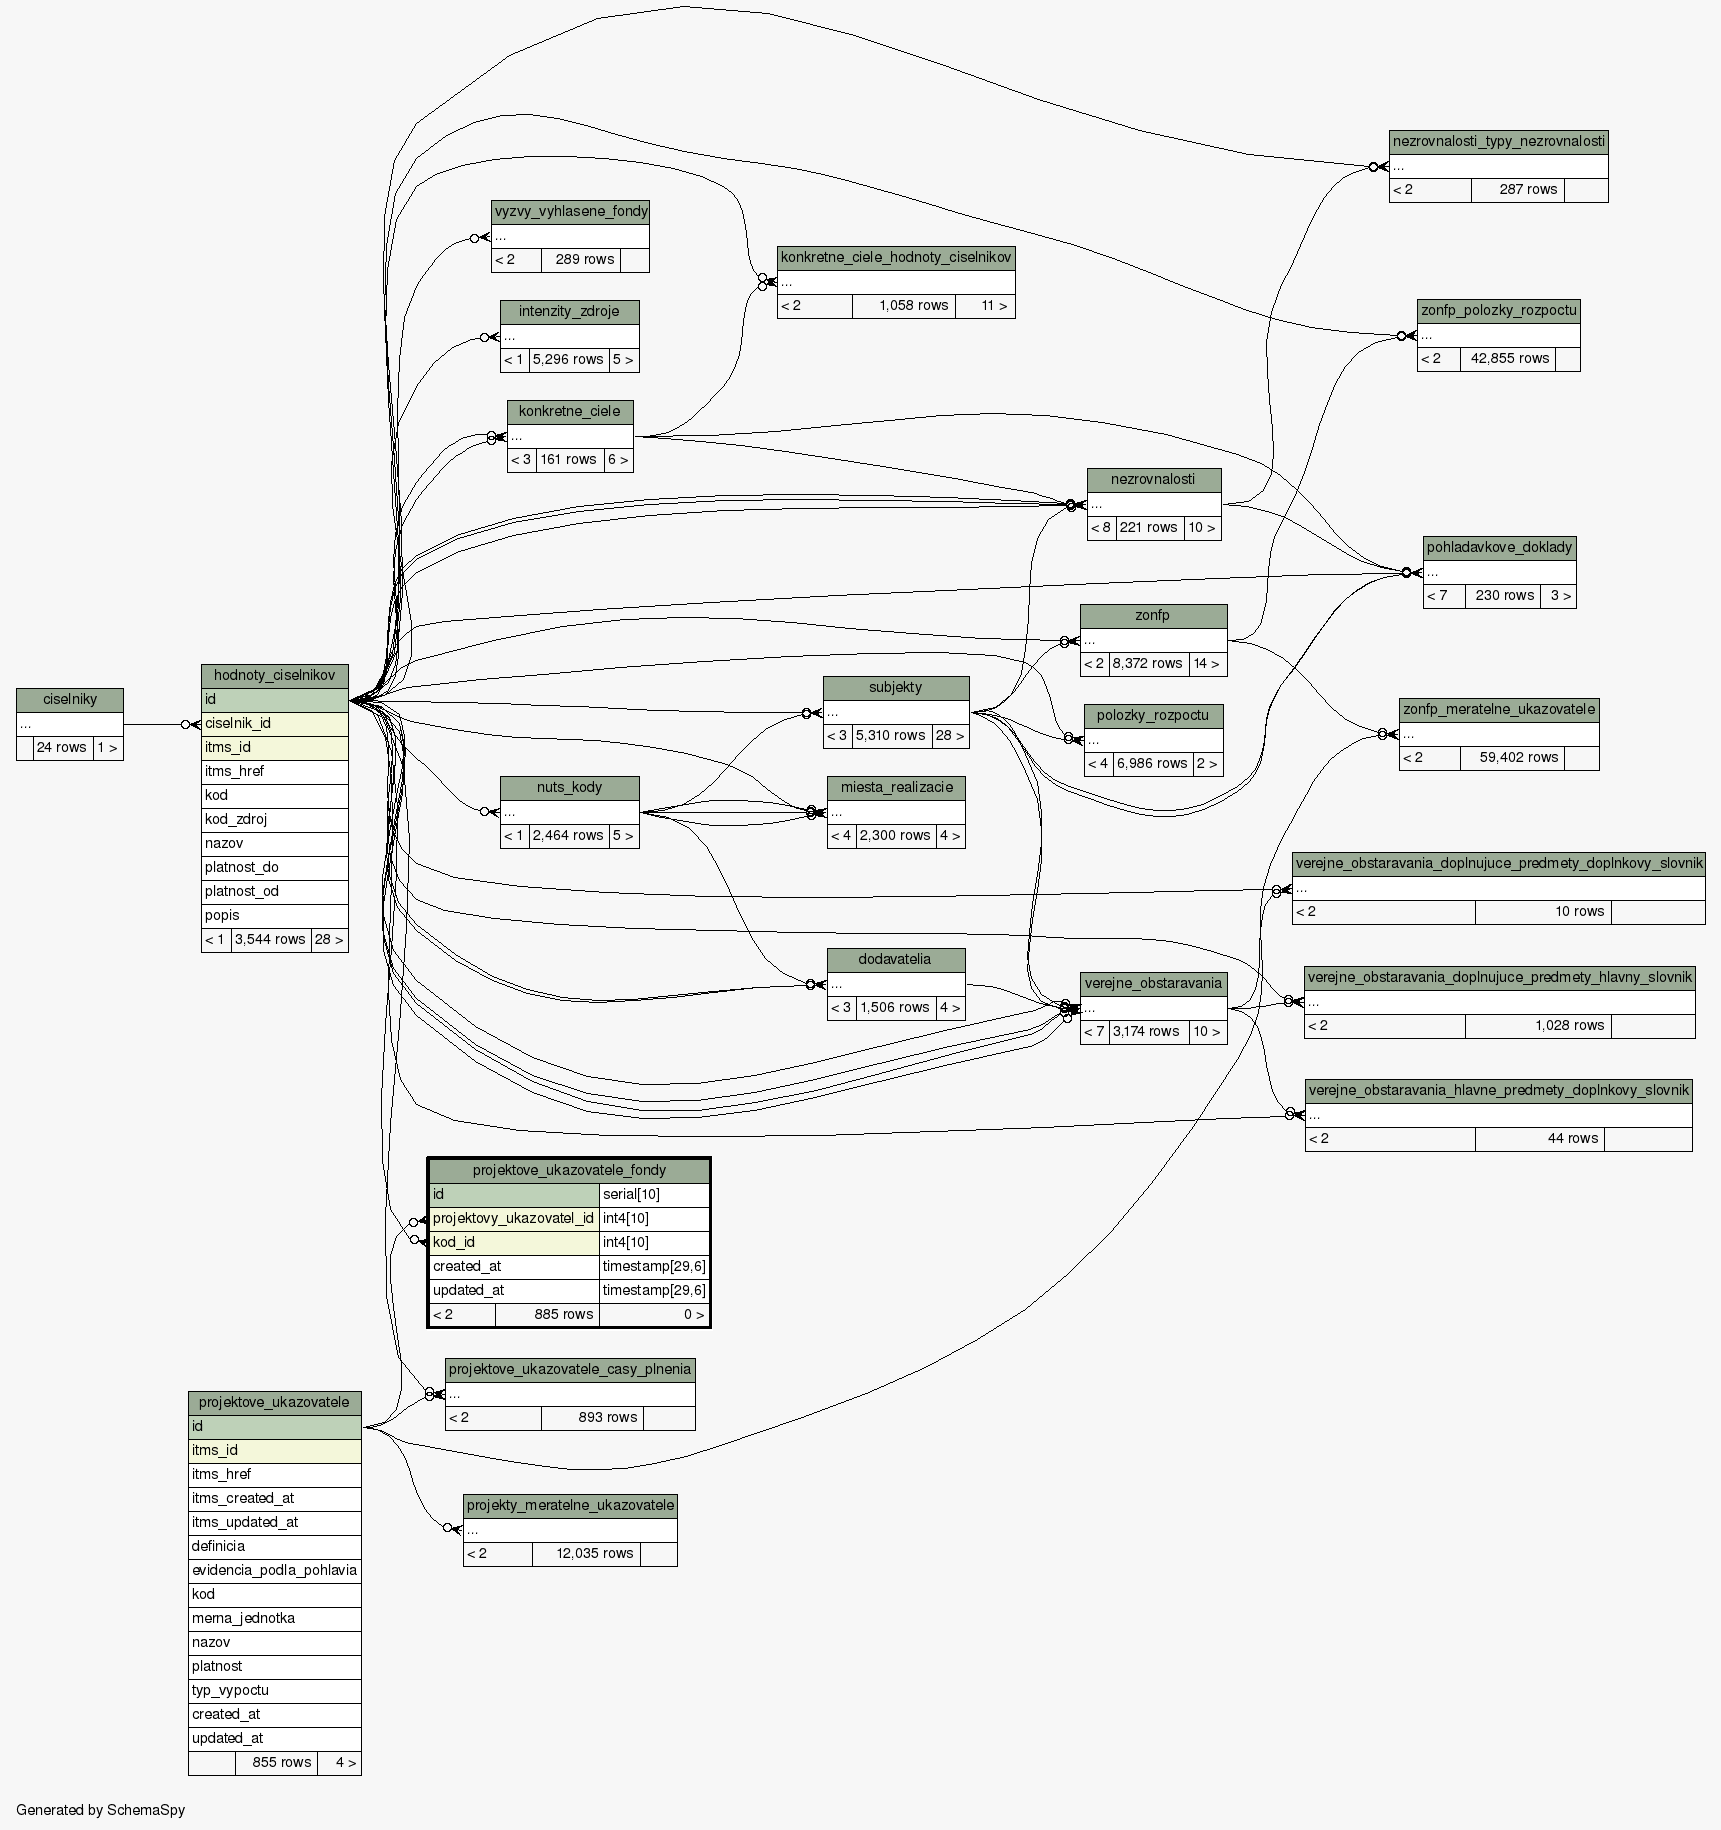 nezrovnalosti_typy_nezrovnalosti
...
< 2 287 rows
vyzvy_vyhlasene_fondy
...
< 2 289 rows
konkretne_ciele_hodnoty_ciselnikov
...
< 2 1,058 rows 11 >
intenzity_zdroje
...
< 1 5,296 rows 5 >
zonfp_polozky_rozpoctu
...
< 2 42,855 rows
konkretne_ciele
...
< 3 161 rows 6 >
nezrovnalosti
...
< 8 221 rows 10 >
pohladavkove_doklady
...
< 7 230 rows 3 >
zonfp
...
< 2 8,372 rows 14 >
ciselniky
...
24 rows 1 >
hodnoty_ciselnikov
id
ciselnik_id
itms_id
itms_href
kod
kod_zdroj
nazov
platnost_do
platnost_od
popis
< 1 3,544 rows 28 >
subjekty
...
< 3 5,310 rows 28 >
polozky_rozpoctu
...
< 4 6,986 rows 2 >
zonfp_meratelne_ukazovatele
...
< 2 59,402 rows
nuts_kody
...
< 1 2,464 rows 5 >
miesta_realizacie
...
< 4 2,300 rows 4 >
verejne_obstaravania_doplnujuce_predmety_doplnkovy_slovnik
...
< 2 10 rows
dodavatelia
...
< 3 1,506 rows 4 >
verejne_obstaravania
...
< 7 3,174 rows 10 >
verejne_obstaravania_doplnujuce_predmety_hlavny_slovnik
...
< 2 1,028 rows
verejne_obstaravania_hlavne_predmety_doplnkovy_slovnik
...
< 2 44 rows
projektove_ukazovatele_fondy
id serial[10]
projektovy_ukazovatel_id int4[10]
kod_id int4[10]
created_at timestamp[29,6]
updated_at timestamp[29,6]
< 2 885 rows 0 >
projektove_ukazovatele_casy_plnenia
...
< 2 893 rows
projektove_ukazovatele
id
itms_id
itms_href
itms_created_at
itms_updated_at
definicia
evidencia_podla_pohlavia
kod
merna_jednotka
nazov
platnost
typ_vypoctu
created_at
updated_at
855 rows 4 >
projekty_meratelne_ukazovatele
...
< 2 12,035 rows
Generated by SchemaSpy